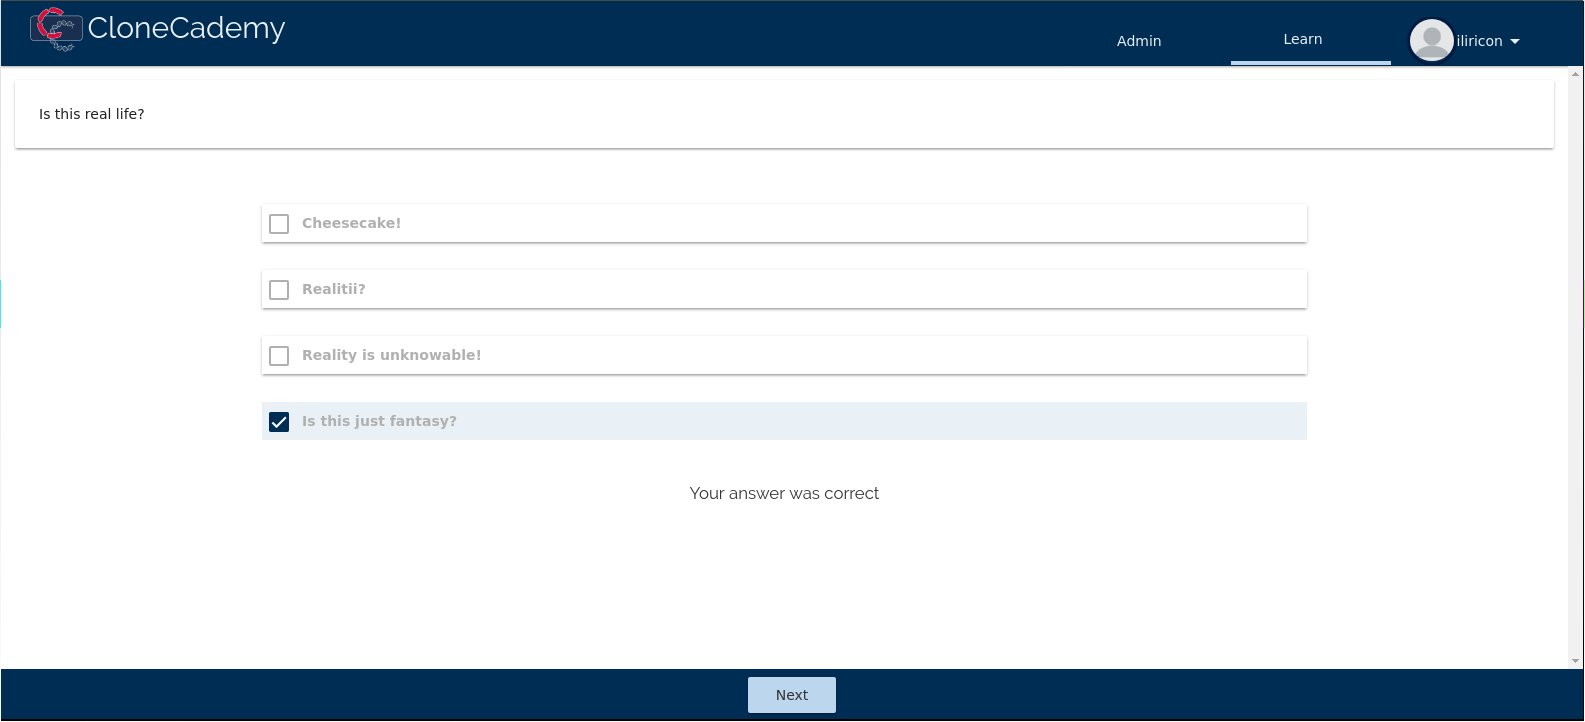 CloneCademy
Admin
Learn
iliricon
Is this real life?
Cheesecake!
Realitii?
Reality is unknowable!
Is this just fantasy?
Your answer was correct
Next